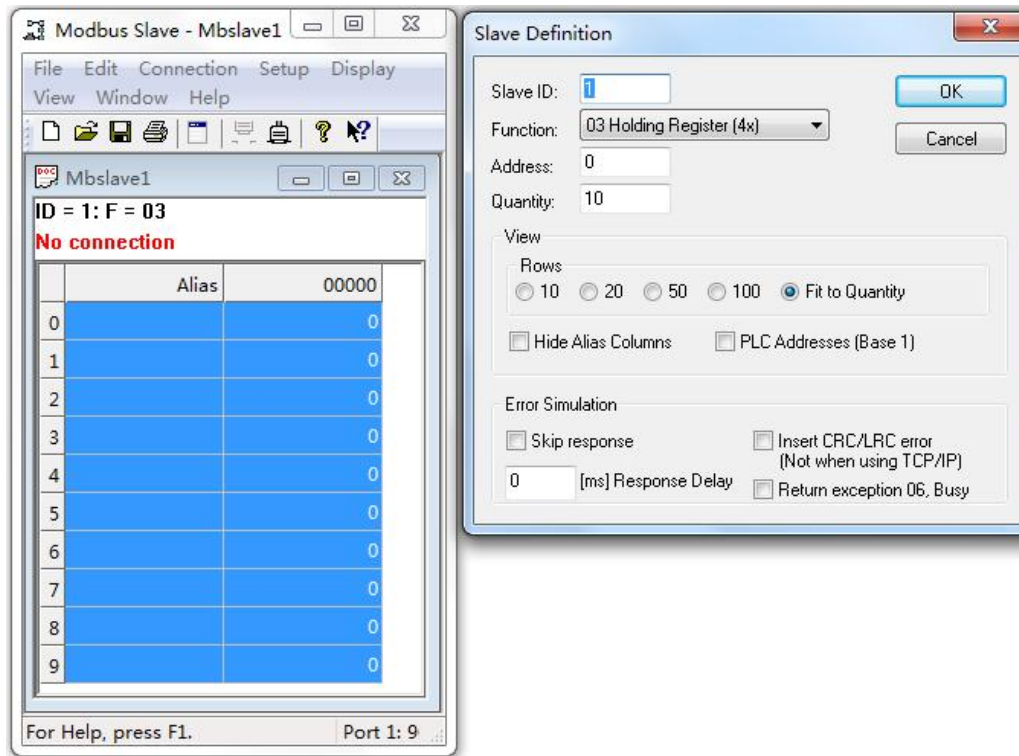 Modbus Slave - Mbslave1
File Edit Connection Setup Display
View Window Help
Mbslave1
ID = 1: F = 03
No connection
Alias 00000
0 0
1 0
2 0
3 0
4 0
5 0
6 0
7 0
8 0
9 0
For Help, press F1. Port 1: 9
Slave Definition
Slave ID: 1
OK
Function: 03 Holding Register (4x)
Cancel
Address: 0
Quantity: 10
View
Rows
10 20 50 100 Fit to Quantity
Hide Alias Columns PLC Addresses (Base 1)
Error Simulation
Skip response Insert CRC/LRC error
(Not when using TCP/IP)
0 [ms] Response Delay
Return exception 06, Busy